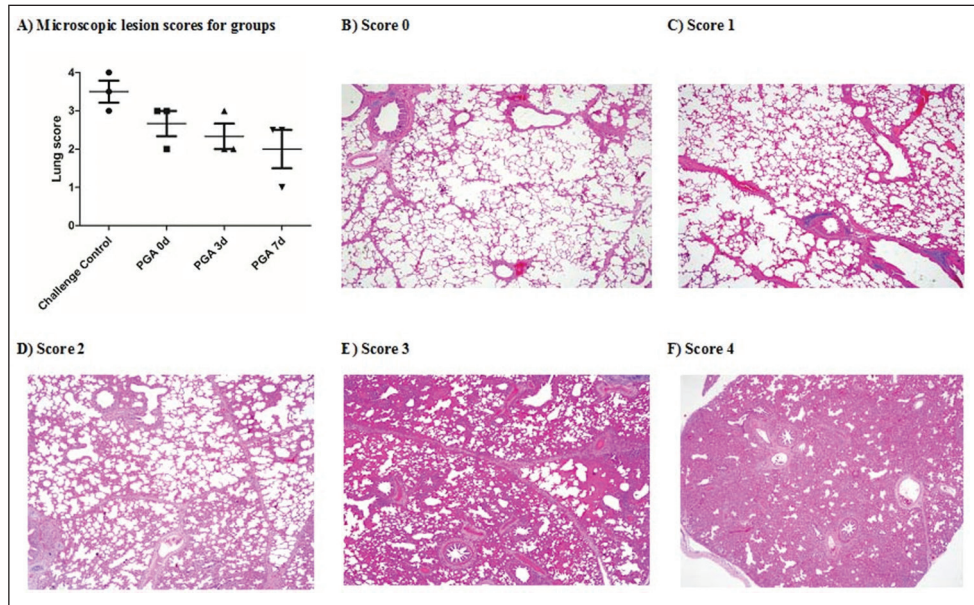 A) Microscopic lesion scores for groups
B) Score 0
C) Score 1
Lung score
4
3
2
1
0
Challenge Control
PGA 0d
PGA 3d
PGA 7d
D) Score 2
E) Score 3
F) Score 4